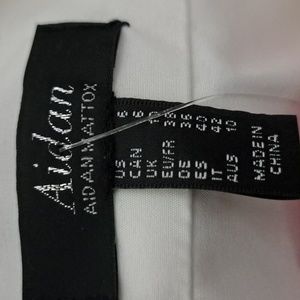 Aidan
AIDAN MATTOX
US 6
CAN 6
UK 10
EU/FR 38
DE 36
ES 40
IT 42
AUS 10
MADE IN
CHINA